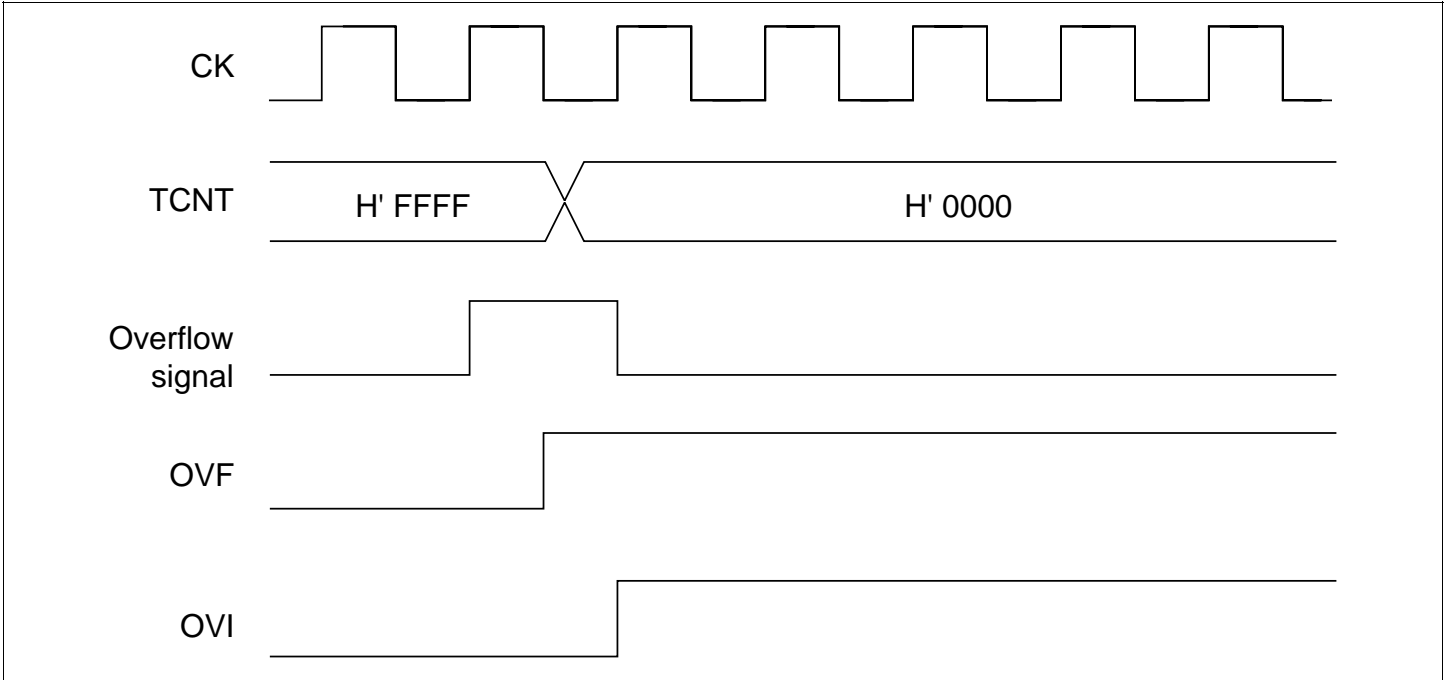 CK
TCNT
H' FFFF
H' 0000
Overflow
signal
OVF
OVI